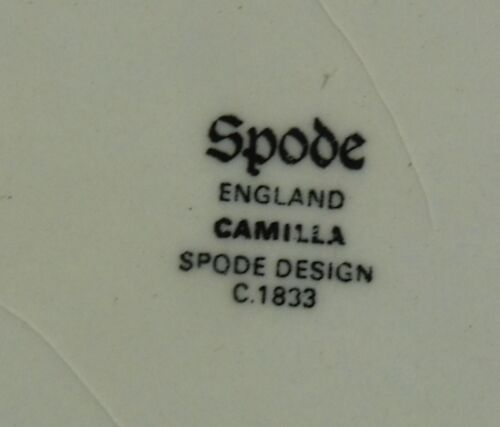 Spode
ENGLAND
CAMILLA
SPODE DESIGN
C.1833